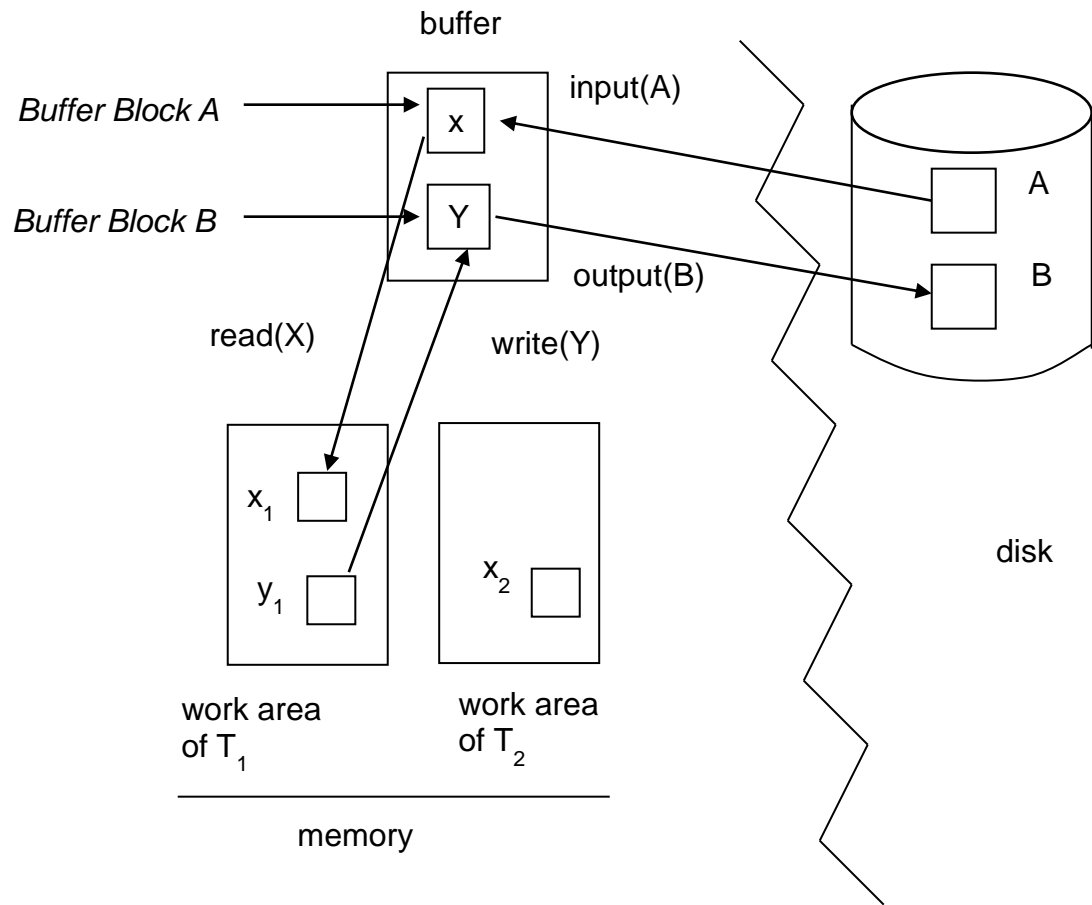 buffer
input(A)
Buffer Block A
x
A
Buffer Block B
Y
B
output(B)
read(X)
write(Y)
x1
y1
x2
disk
work area
of T1
work area
of T2
memory